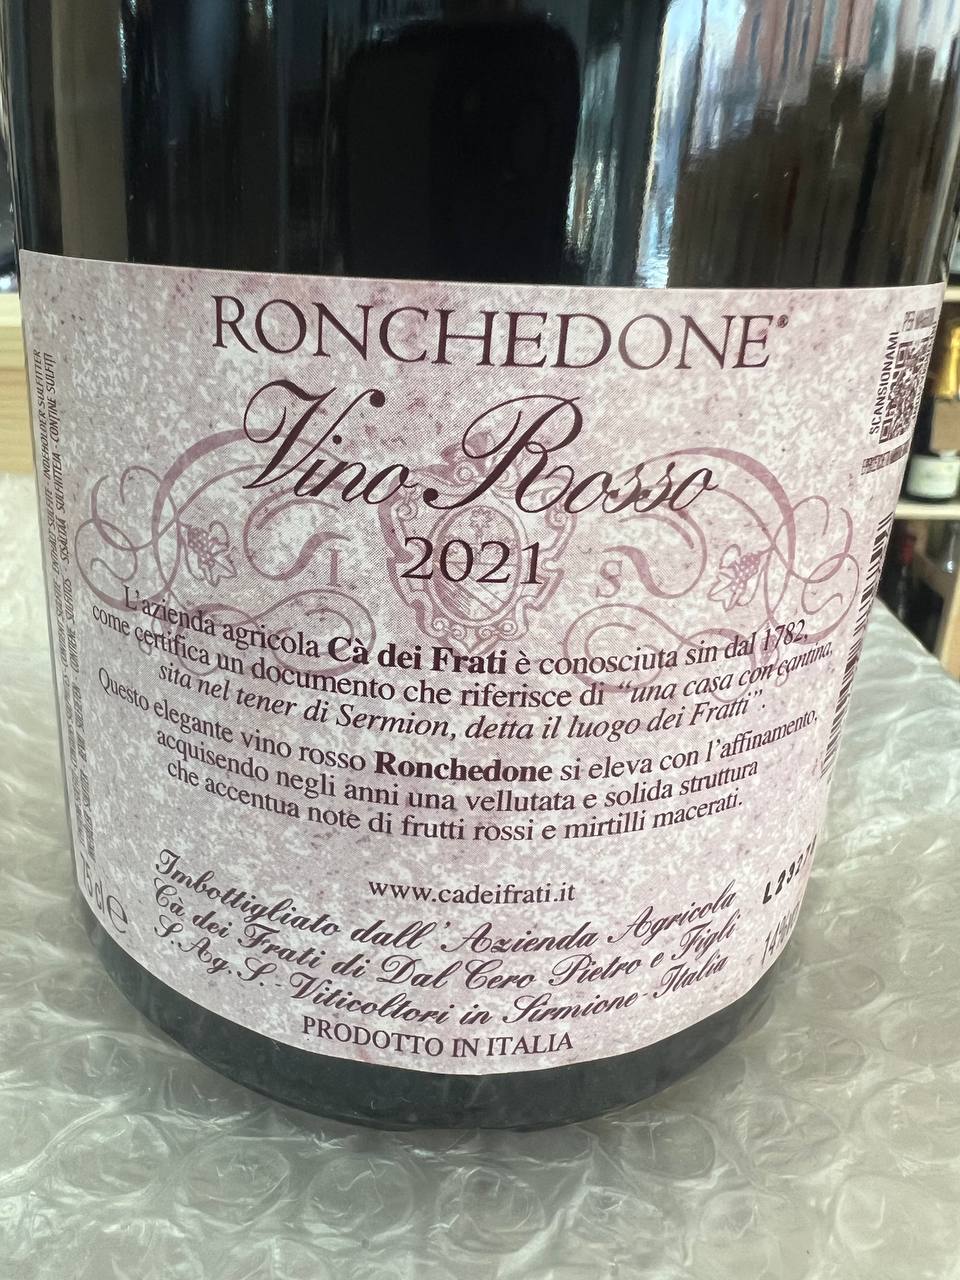 RONCHEDONE®
Vino Rosso
2021
I S
L'azienda agricola Cà dei Frati è conosciuta sin dal 1782,
come certifica un documento che riferisce di “una casa con cantina,
sita nel tener di Sermion, detta il luogo dei Fratti”.
Questo elegante vino rosso Ronchedone si eleva con l'affinamento,
acquisendo negli anni una vellutata e solida struttura
che accentua note di frutti rossi e mirtilli macerati.
www.cadeifrati.it
Imbottigliato dall'Azienda Agricola
Cà dei Frati di Dal Cero Pietro e Figli
S.Ag.S. - Viticoltori in Sirmione - Italia
PRODOTTO IN ITALIA
SCANSIONAMI
INDEHOLDER SULFITTER
CONTINE SULFIȚI